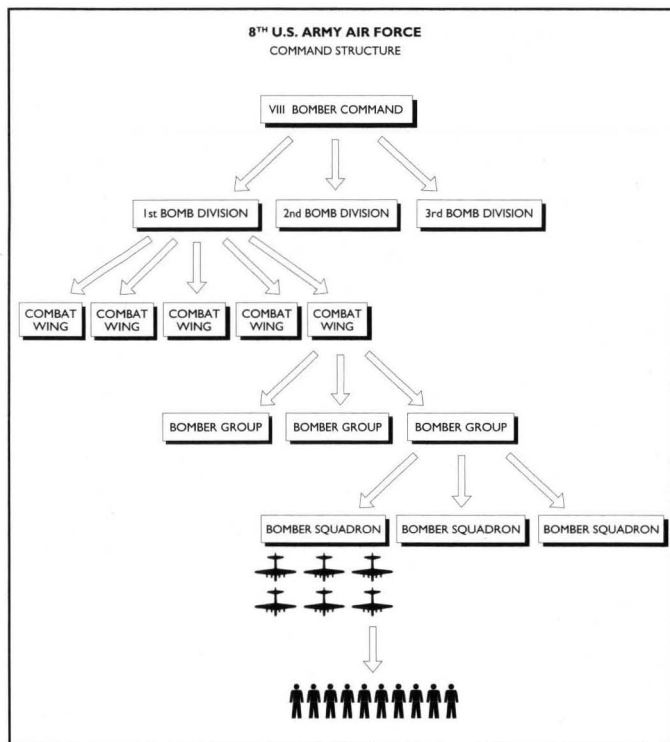 8TH U.S. ARMY AIR FORCE
COMMAND STRUCTURE
VIII BOMBER COMMAND
1st BOMB DIVISION
2nd BOMB DIVISION
3rd BOMB DIVISION
COMBAT
WING
COMBAT
WING
COMBAT
WING
COMBAT
WING
COMBAT
WING
BOMBER GROUP
BOMBER GROUP
BOMBER GROUP
BOMBER SQUADRON
BOMBER SQUADRON
BOMBER SQUADRON